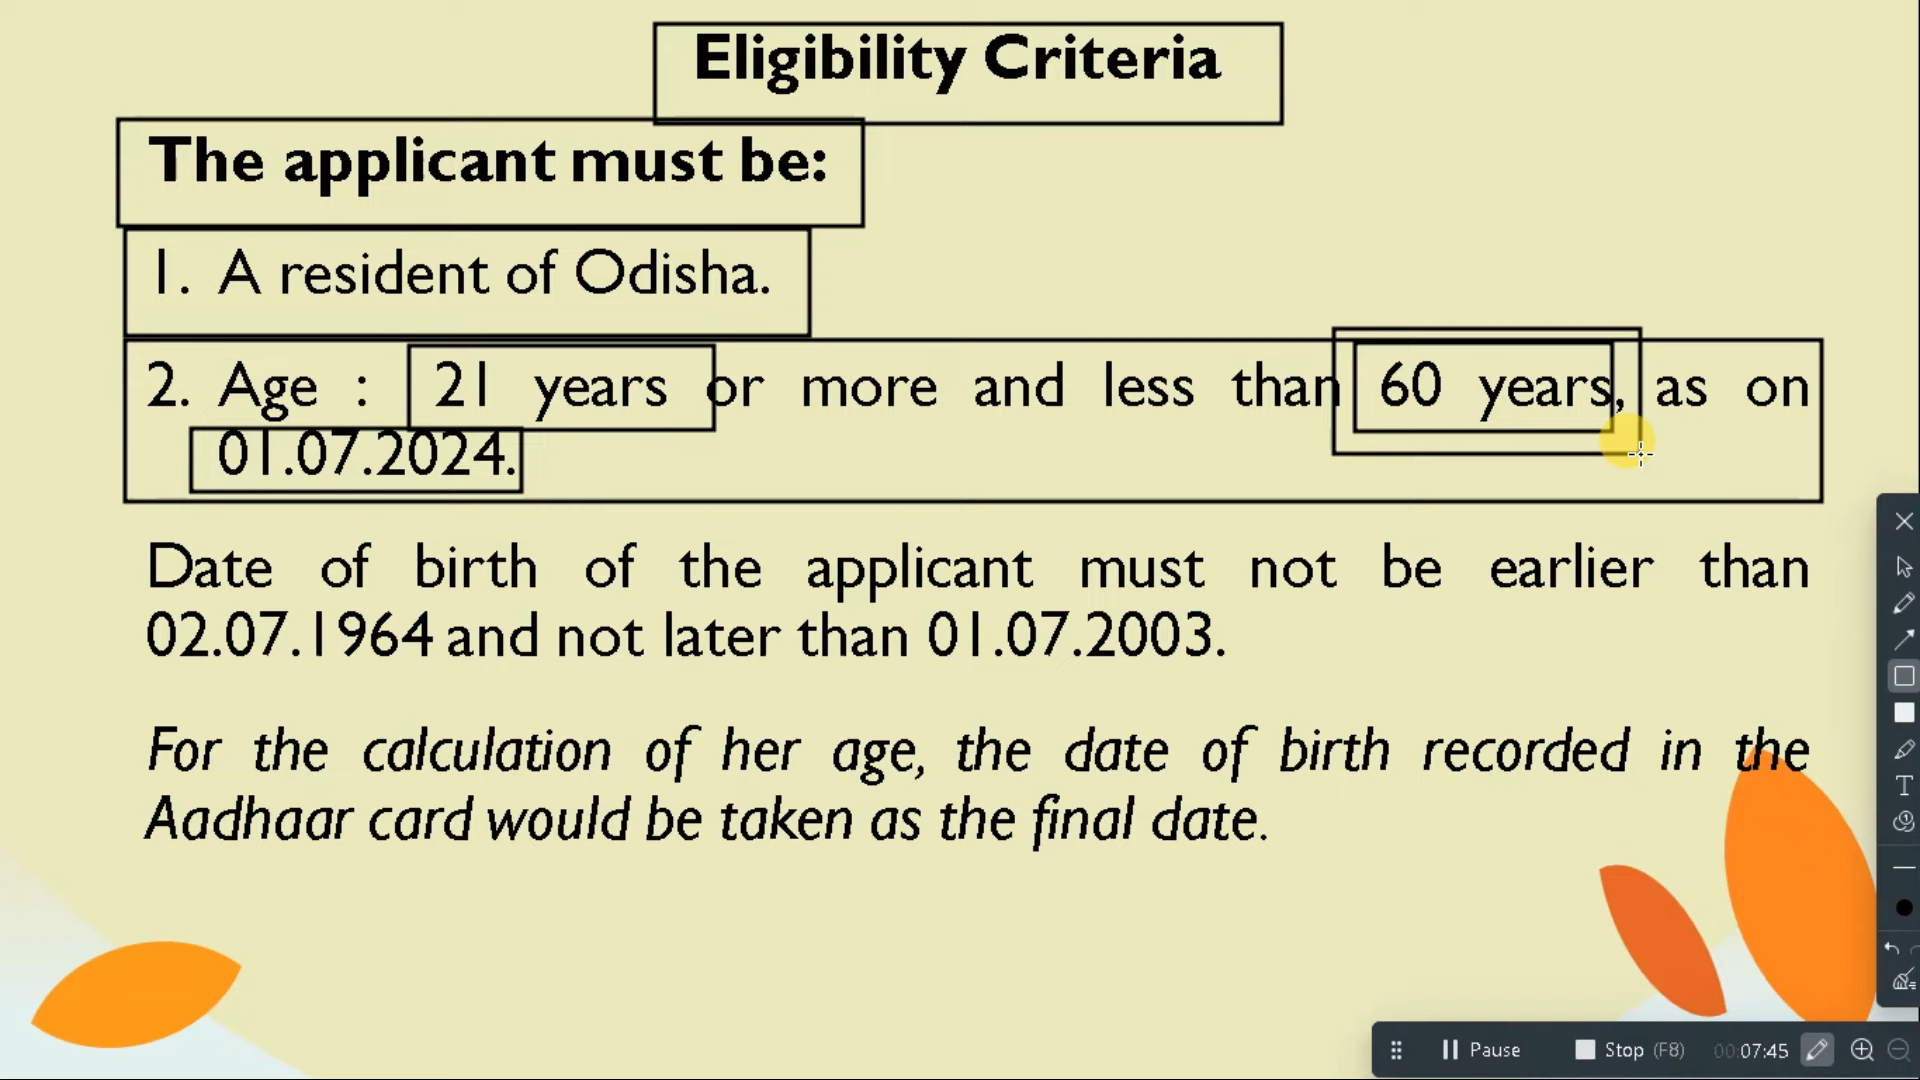 Eligibility Criteria
The applicant must be:
1. A resident of Odisha.
2. Age : 21 years or more and less than 60 years, as on
01.07.2024.
Date of birth of the applicant must not be earlier than
02.07.1964 and not later than 01.07.2003.
For the calculation of her age, the date of birth recorded in the
Aadhaar card would be taken as the final date.
T
Pause Stop (F8) 00:07:45